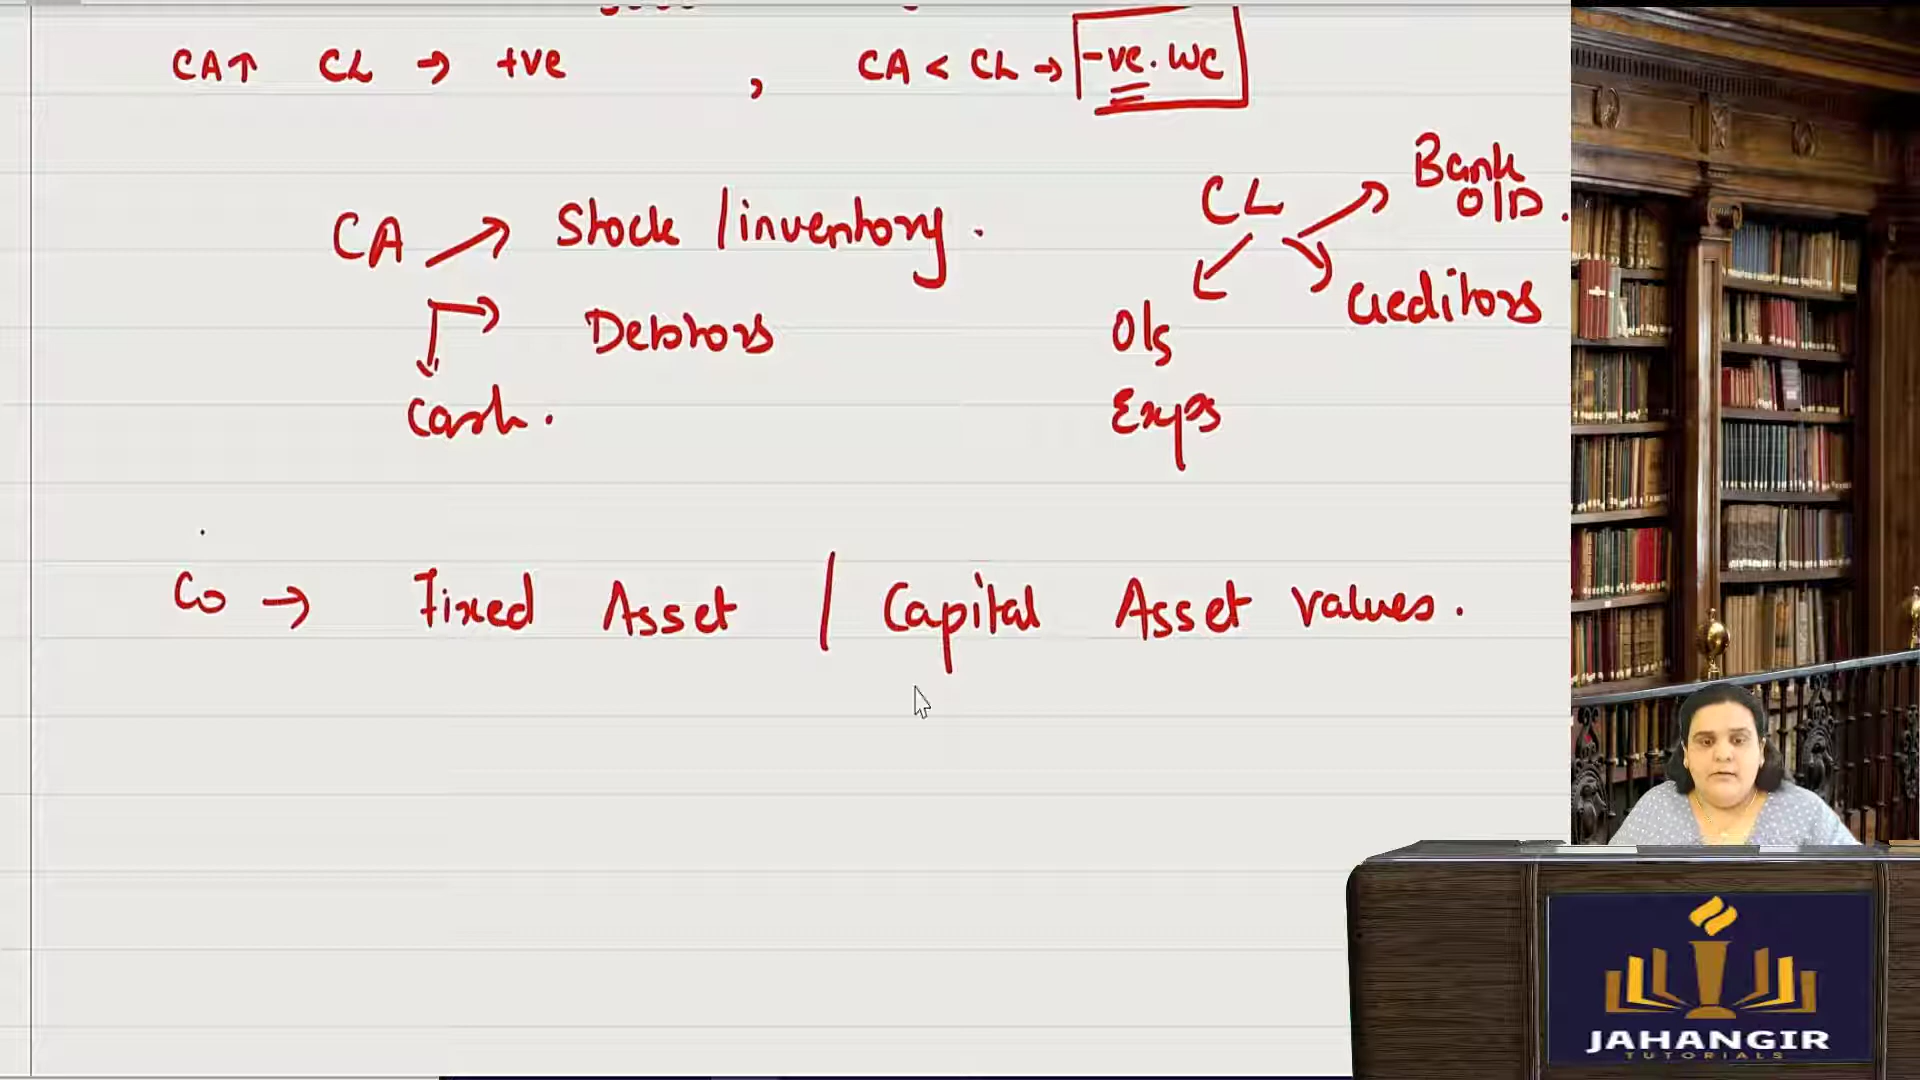 CA↑ CL → +ve , CA < CL → -ve. WC
CA → Stock / inventory .
→ Debtors
Cash .
CL → Bank O/D .
Creditors
O/s
Exps
Co → Fixed Asset / Capital Asset values .
JAHANGIR
TUTORIALS